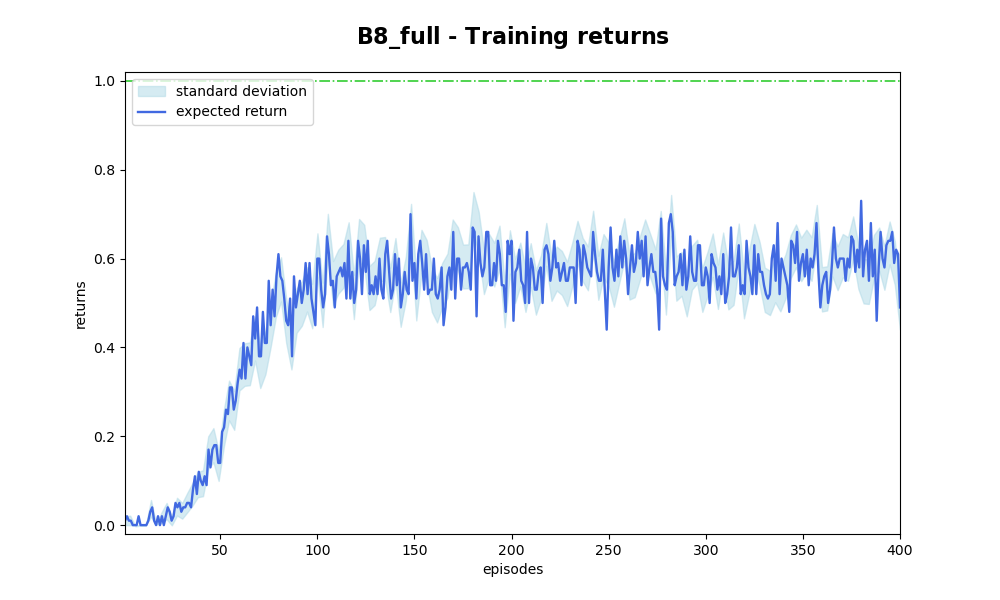 B8_full - Training returns
standard deviation
expected return
1.0
0.8
0.6
0.4
0.2
0.0
returns
50
100
150
200
250
300
350
400
episodes